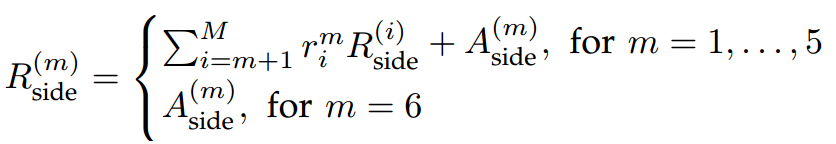 R_side^(m) = { ∑_{i=m+1}^{M} r_i^m R_side^(i) + A_side^(m), for m = 1, . . . , 5
A_side^(m), for m = 6